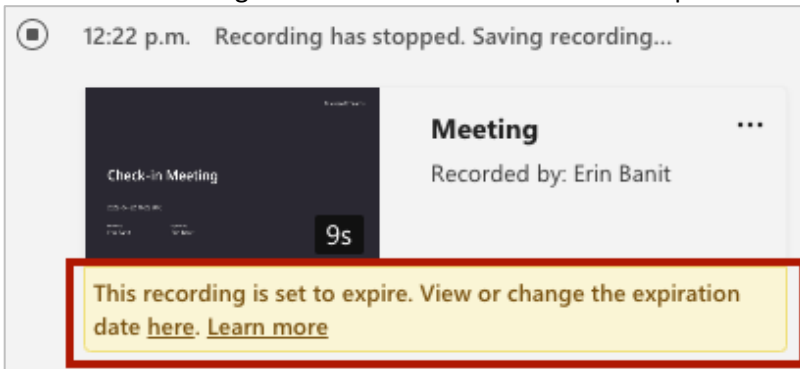 12:22 p.m. Recording has stopped. Saving recording...
Meeting
Recorded by: Erin Banit
Check-in Meeting
9s
This recording is set to expire. View or change the expiration
date here. Learn more